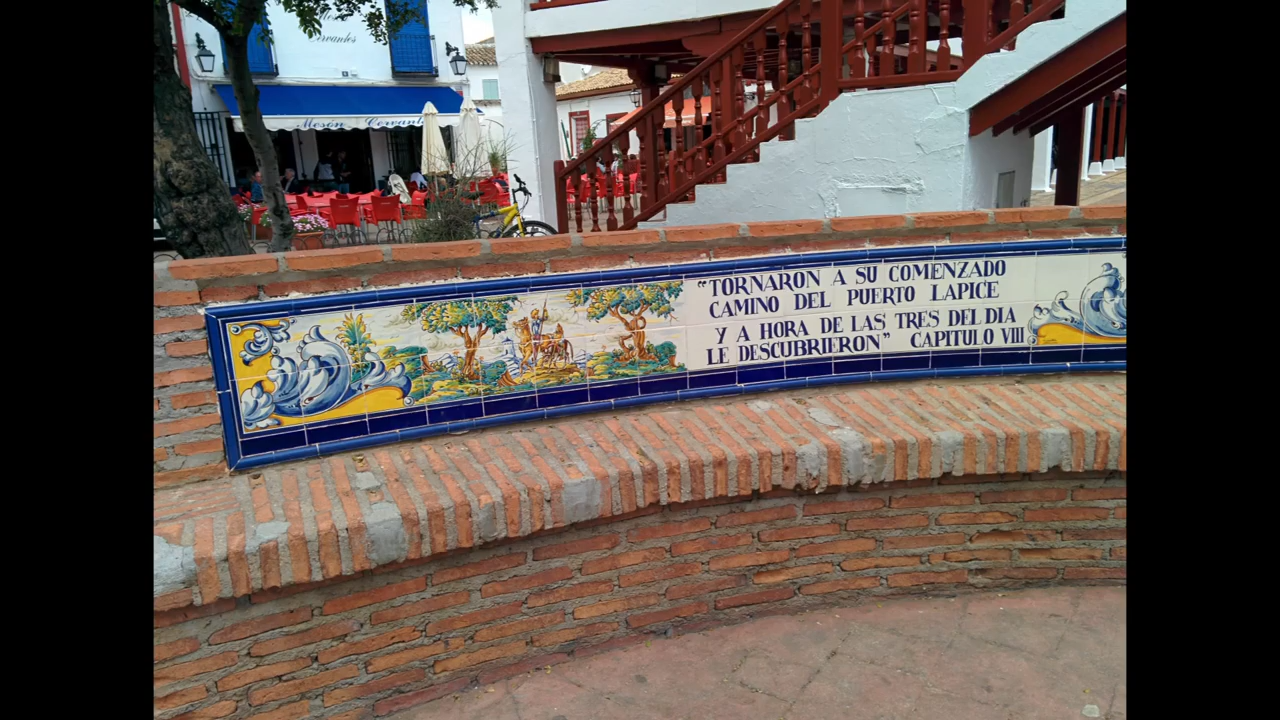 Cervantes
Mesón Cervantes
"TORNARON A SU COMENZADO
CAMINO DEL PUERTO LAPICE
Y A HORA DE LAS TRES DEL DIA
LE DESCUBRIERON" CAPITULO VIII